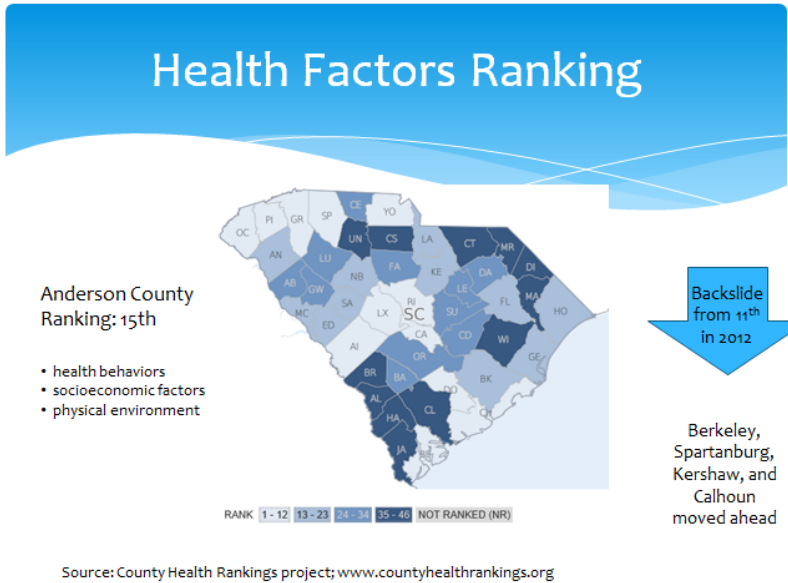 Health Factors Ranking
Anderson County
Ranking: 15th
• health behaviors
• socioeconomic factors
• physical environment
CE
YO
OC
PI
GR
SP
UN
CS
LA
CT
MR
AN
LU
FA
KE
DA
DI
AB
GW
NB
LE
MA
MC
SA
LX
RI
SC
SU
FL
HO
ED
CA
CD
WI
AI
OR
GE
BR
BA
BK
AL
DO
CL
CH
HA
JA
RANK 1 - 12 13 - 23 24 - 34 35 - 46 NOT RANKED (NR)
Backslide
from 11th
in 2012
Berkeley,
Spartanburg,
Kershaw, and
Calhoun
moved ahead
Source: County Health Rankings project; www.countyhealthrankings.org